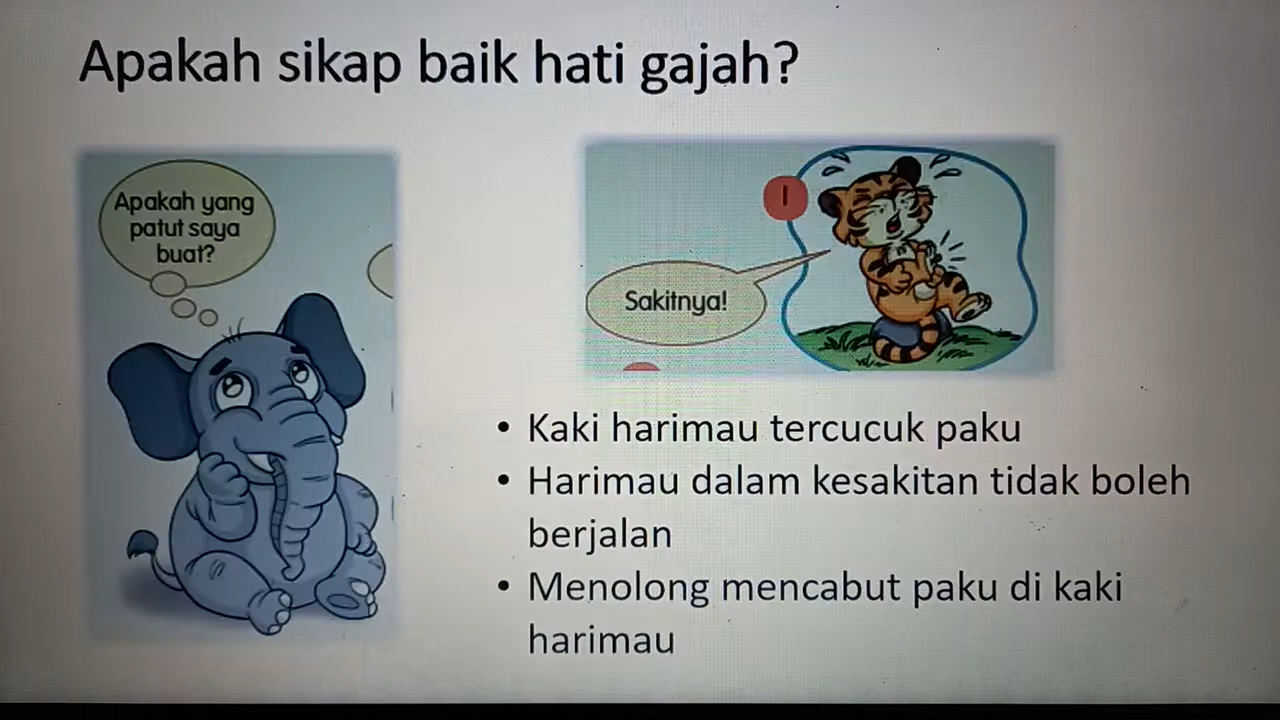 Apakah sikap baik hati gajah?
Apakah yang
patut saya
buat?
I
Sakitnya!
• Kaki harimau tercucuk paku
• Harimau dalam kesakitan tidak boleh
berjalan
• Menolong mencabut paku di kaki
harimau